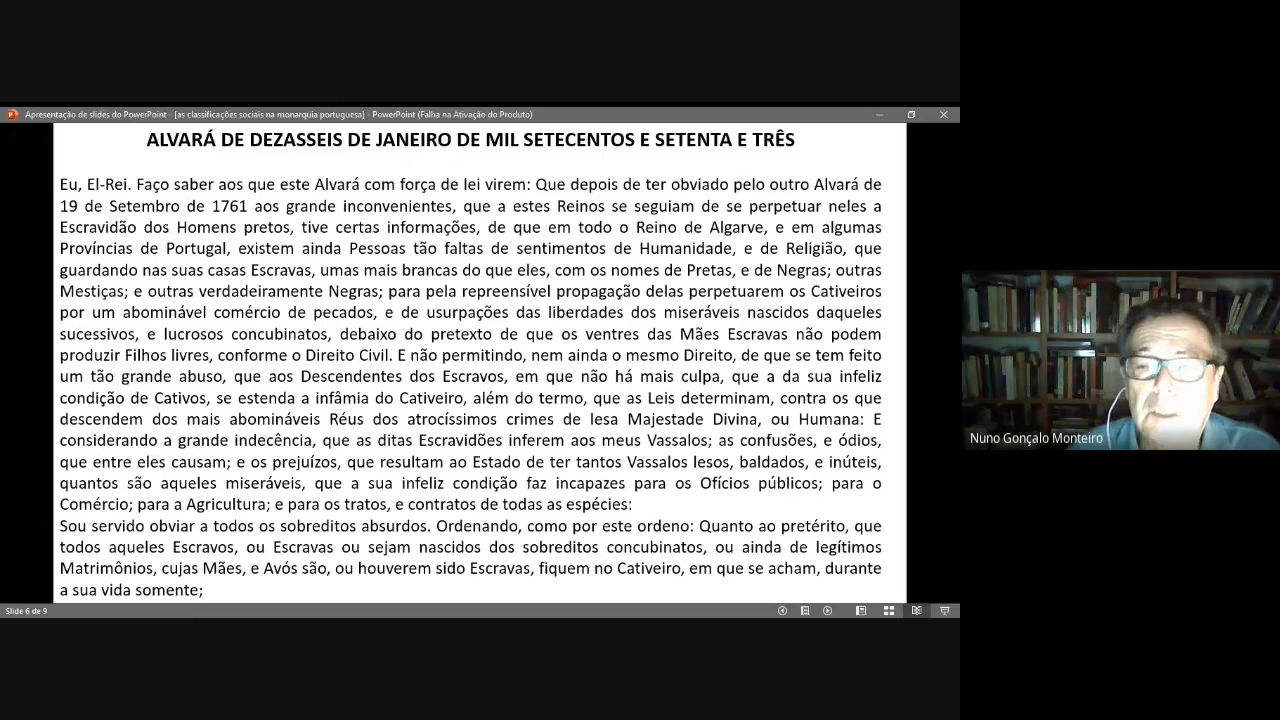 Apresentação de slides do PowerPoint - [as classificações sociais na monarquia portuguesa] - PowerPoint (Falha na Ativação do Produto)
ALVARÁ DE DEZASSEIS DE JANEIRO DE MIL SETECENTOS E SETENTA E TRÊS
Eu, El-Rei. Faço saber aos que este Alvará com força de lei virem: Que depois de ter obviado pelo outro Alvará de
19 de Setembro de 1761 aos grande inconvenientes, que a estes Reinos se seguiam de se perpetuar neles a
Escravidão dos Homens pretos, tive certas informações, de que em todo o Reino de Algarve, e em algumas
Províncias de Portugal, existem ainda Pessoas tão faltas de sentimentos de Humanidade, e de Religião, que
guardando nas suas casas Escravas, umas mais brancas do que eles, com os nomes de Pretas, e de Negras; outras
Mestiças; e outras verdadeiramente Negras; para pela repreensível propagação delas perpetuarem os Cativeiros
por um abominável comércio de pecados, e de usurpações das liberdades dos miseráveis nascidos daqueles
sucessivos, e lucrosos concubinatos, debaixo do pretexto de que os ventres das Mães Escravas não podem
produzir Filhos livres, conforme o Direito Civil. E não permitindo, nem ainda o mesmo Direito, de que se tem feito
um tão grande abuso, que aos Descendentes dos Escravos, em que não há mais culpa, que a da sua infeliz
condição de Cativos, se estenda a infâmia do Cativeiro, além do termo, que as Leis determinam, contra os que
descendem dos mais abomináveis Réus dos atrocíssimos crimes de lesa Majestade Divina, ou Humana: E
considerando a grande indecência, que as ditas Escravidões inferem aos meus Vassalos; as confusões, e ódios,
que entre eles causam; e os prejuízos, que resultam ao Estado de ter tantos Vassalos lesos, baldados, e inúteis,
quantos são aqueles miseráveis, que a sua infeliz condição faz incapazes para os Ofícios públicos; para o
Comércio; para a Agricultura; e para os tratos, e contratos de todas as espécies:
Sou servido obviar a todos os sobreditos absurdos. Ordenando, como por este ordeno: Quanto ao pretérito, que
todos aqueles Escravos, ou Escravas ou sejam nascidos dos sobreditos concubinatos, ou ainda de legítimos
Matrimônios, cujas Mães, e Avós são, ou houverem sido Escravas, fiquem no Cativeiro, em que se acham, durante
a sua vida somente;
Slide 6 de 9
Nuno Gonçalo Monteiro